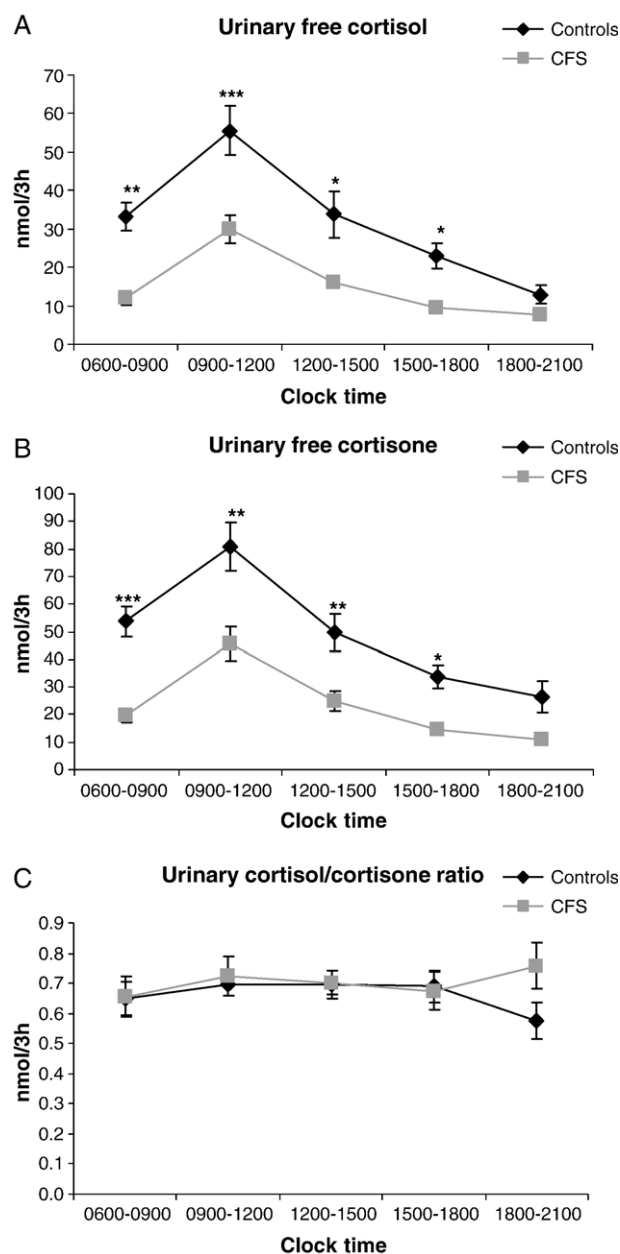 A
Urinary free cortisol
Controls
CFS
nmol/3h
70
60
50
40
30
20
10
0
**
***
*
*
0600-0900 0900-1200 1200-1500 1500-1800 1800-2100
Clock time
B
Urinary free cortisone
Controls
CFS
nmol/3h
100
90
80
70
60
50
40
30
20
10
0
***
**
**
*
0600-0900 0900-1200 1200-1500 1500-1800 1800-2100
Clock time
C
Urinary cortisol/cortisone ratio
Controls
CFS
nmol/3h
0.9
0.8
0.7
0.6
0.5
0.4
0.3
0.2
0.1
0.0
0600-0900 0900-1200 1200-1500 1500-1800 1800-2100
Clock time